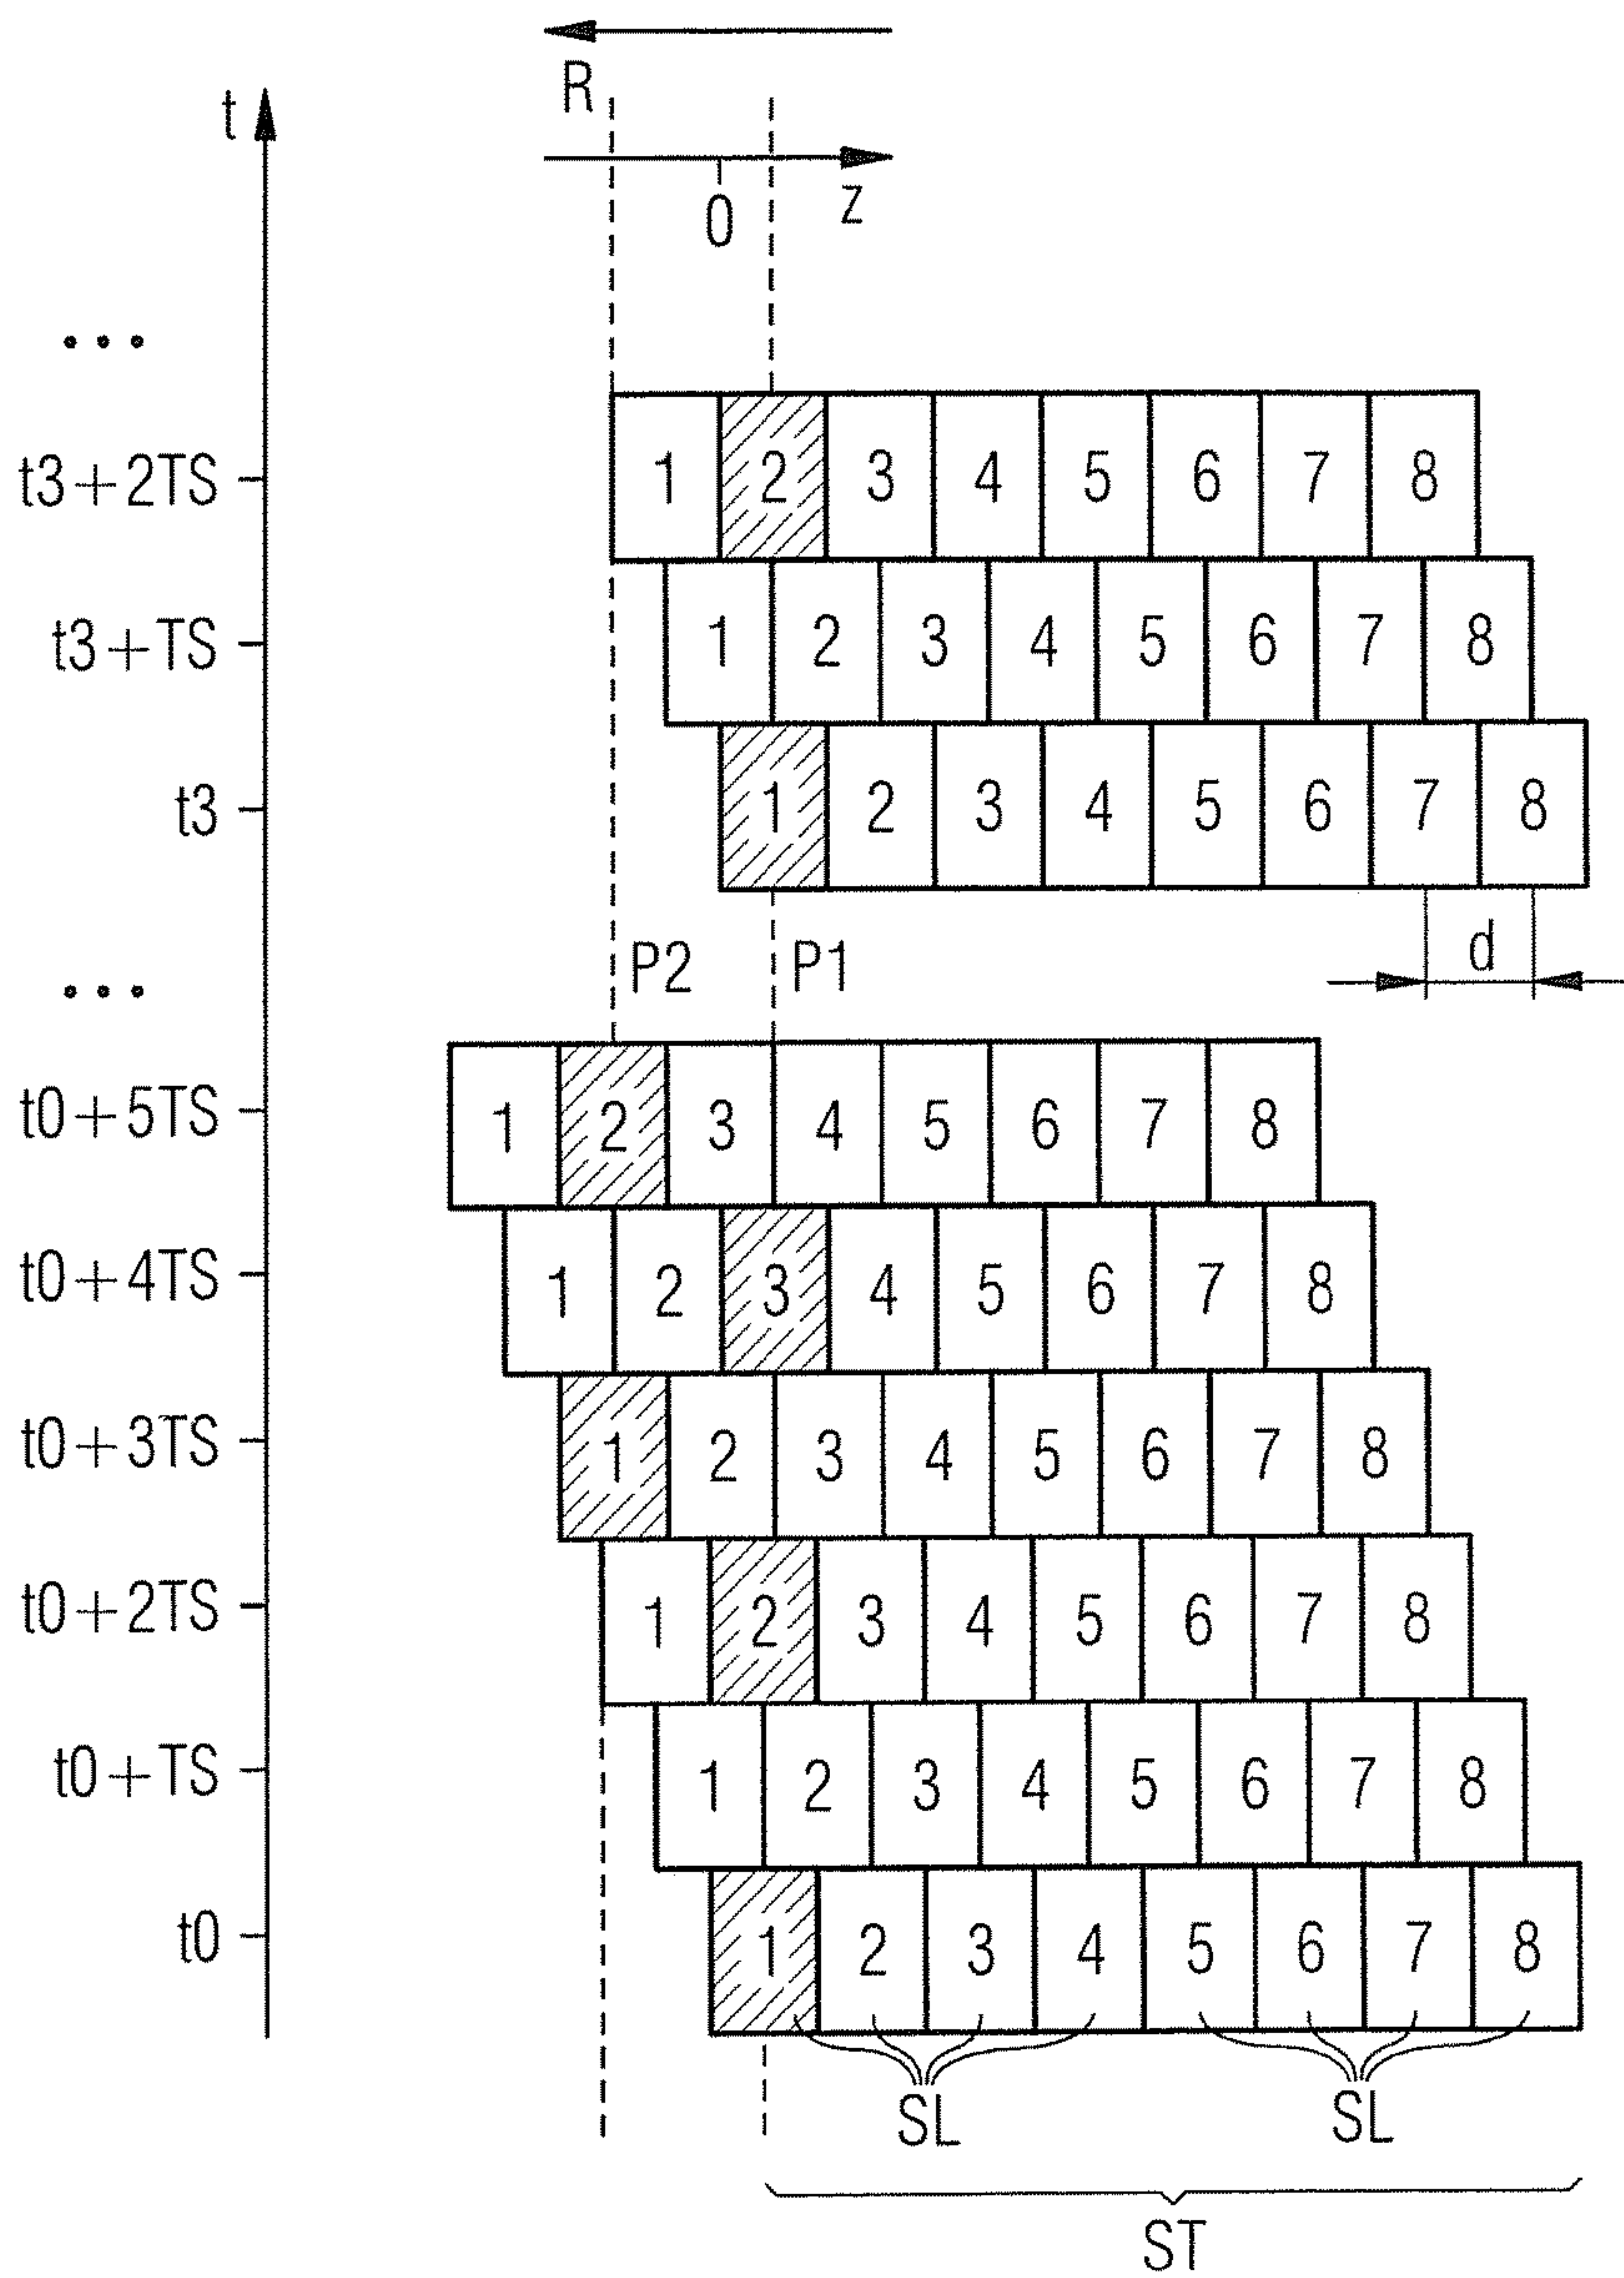 R
t
0
z
...
t3+2TS 1 2 3 4 5 6 7 8
t3+TS 1 2 3 4 5 6 7 8
t3 1 2 3 4 5 6 7 8
P2 P1 d
...
t0+5TS 1 2 3 4 5 6 7 8
t0+4TS 1 2 3 4 5 6 7 8
t0+3TS 1 2 3 4 5 6 7 8
t0+2TS 1 2 3 4 5 6 7 8
t0+TS 1 2 3 4 5 6 7 8
t0 1 2 3 4 5 6 7 8
SL SL
ST